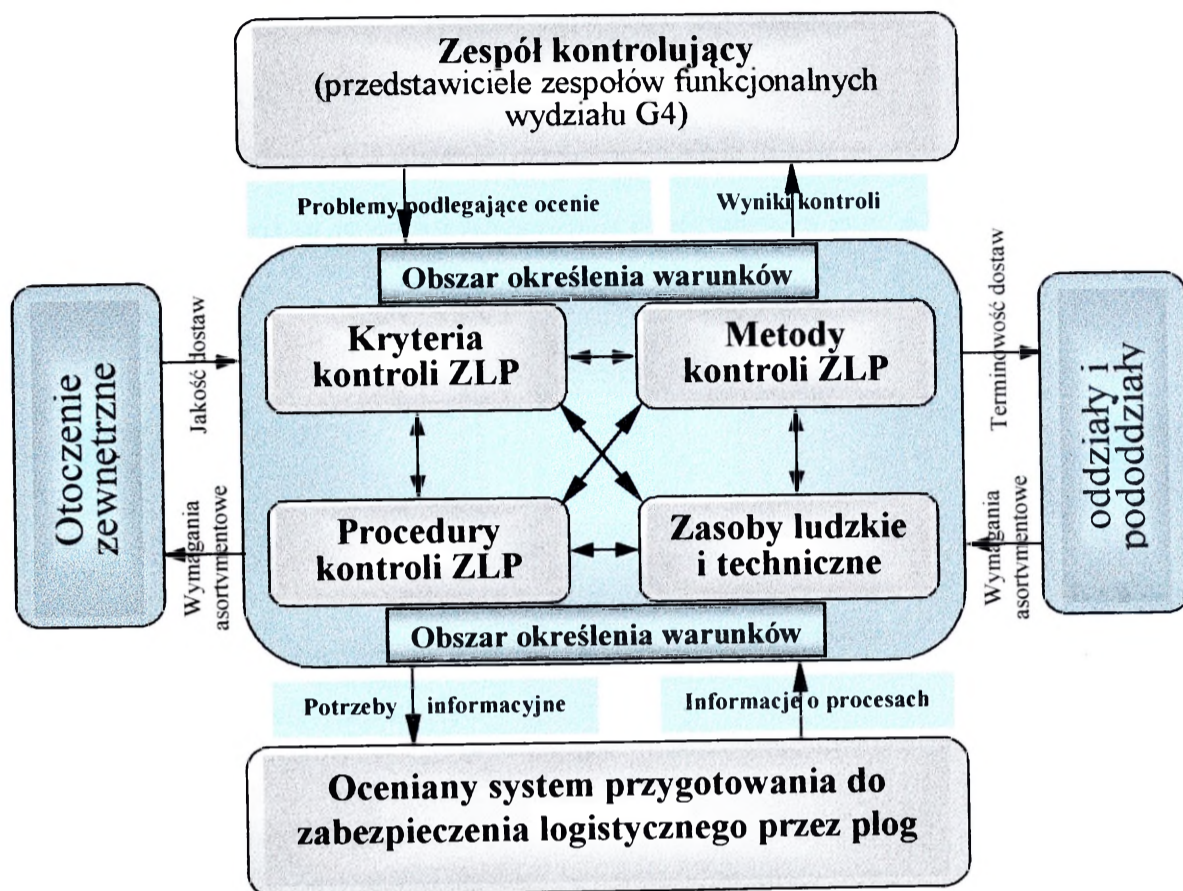 Zespół kontrolujący
(przedstawiciele zespołów funkcjonalnych
wydziału G4)
Problemy podlegające ocenie
Wyniki kontroli
Obszar określenia warunków
Otoczenie
zewnętrzne
Jakość dostaw
Wymagania
asortymentowe
Kryteria
kontroli ZLP
Metody
kontroli ZLP
Procedury
kontroli ZLP
Zasoby ludzkie
i techniczne
Terminowość dostaw
Wymagania
asortymentowe
oddziały i
pododdziały
Obszar określenia warunków
Potrzeby informacyjne
Informacje o procesach
Oceniany system przygotowania do
zabezpieczenia logistycznego przez plog